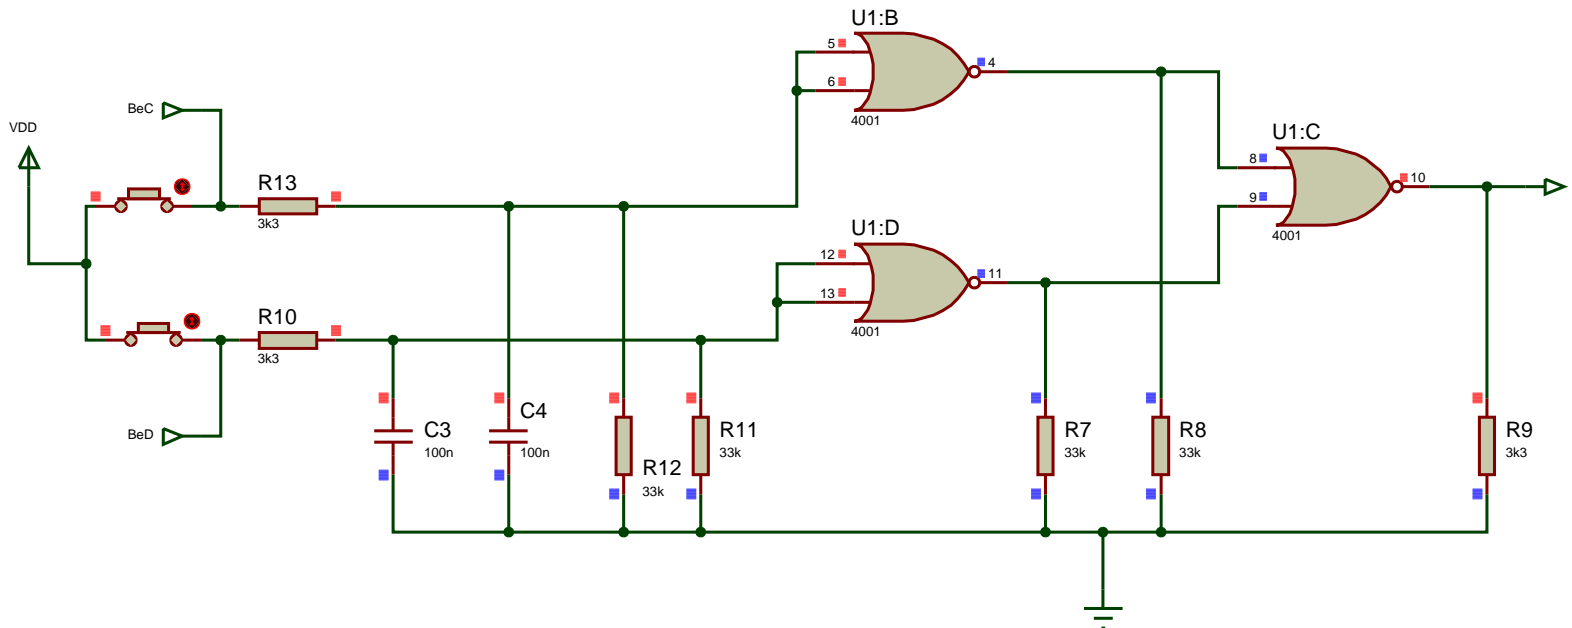 U1:B
5
6
4
4001
BeC
VDD
R13
3k3
U1:C
8
9
10
4001
U1:D
12
13
11
4001
R10
3k3
BeD
C3
100n
C4
100n
R12
33k
R11
33k
R7
33k
R8
33k
R9
3k3